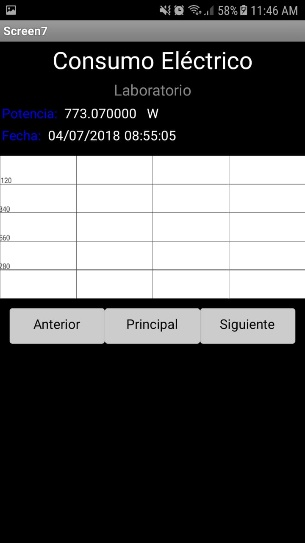 58% 11:46 AM
Screen7
Consumo Eléctrico
Laboratorio
Potencia: 773.070000 W
Fecha: 04/07/2018 08:55:05
120
340
560
280
Anterior Principal Siguiente